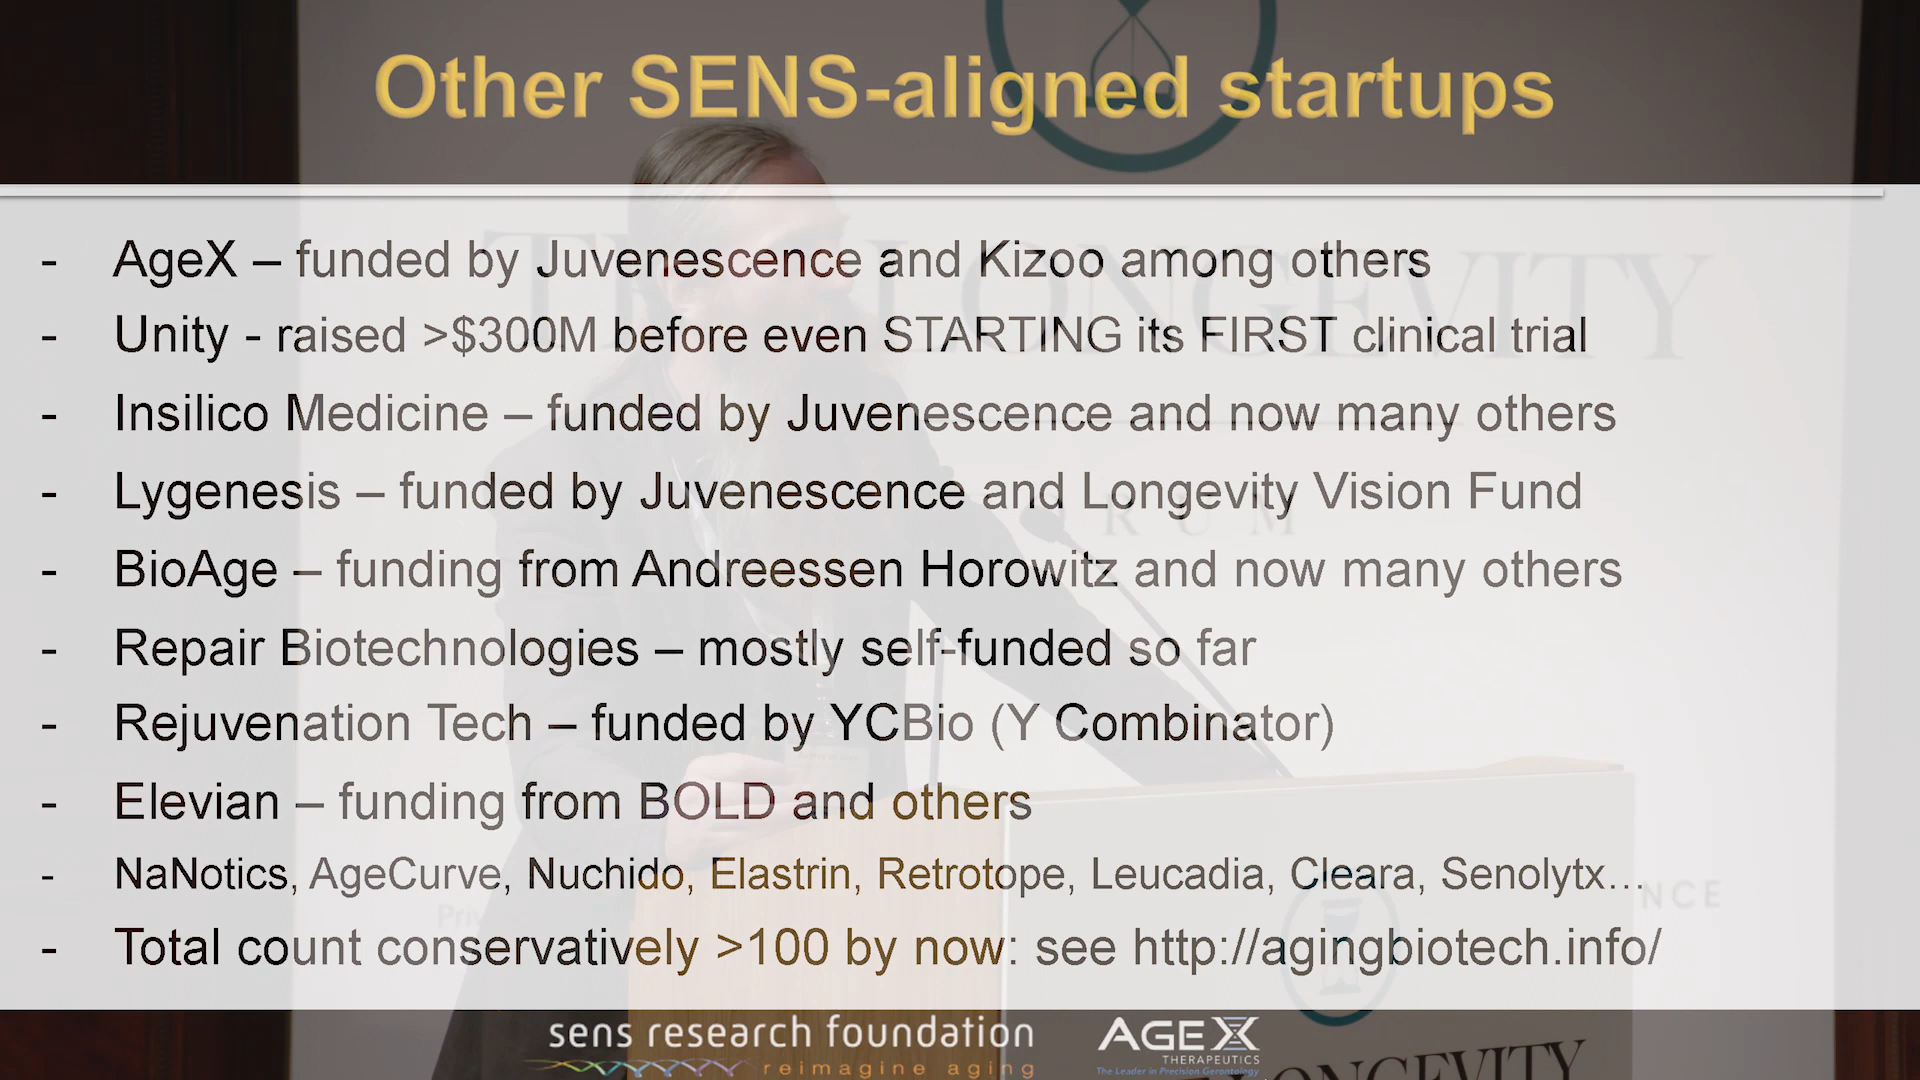 Other SENS-aligned startups
- AgeX – funded by Juvenescence and Kizoo among others
- Unity - raised >$300M before even STARTING its FIRST clinical trial
- Insilico Medicine – funded by Juvenescence and now many others
- Lygenesis – funded by Juvenescence and Longevity Vision Fund
- BioAge – funding from Andreessen Horowitz and now many others
- Repair Biotechnologies – mostly self-funded so far
- Rejuvenation Tech – funded by YCBio (Y Combinator)
- Elevian – funding from BOLD and others
- NaNotics, AgeCurve, Nuchido, Elastrin, Retrotope, Leucadia, Cleara, Senolytx…
- Total count conservatively >100 by now: see http://agingbiotech.info/
sens research foundation
reimagine aging
AGEX
THERAPEUTICS
The Leader in Precision Gerontology
LONGEVITY